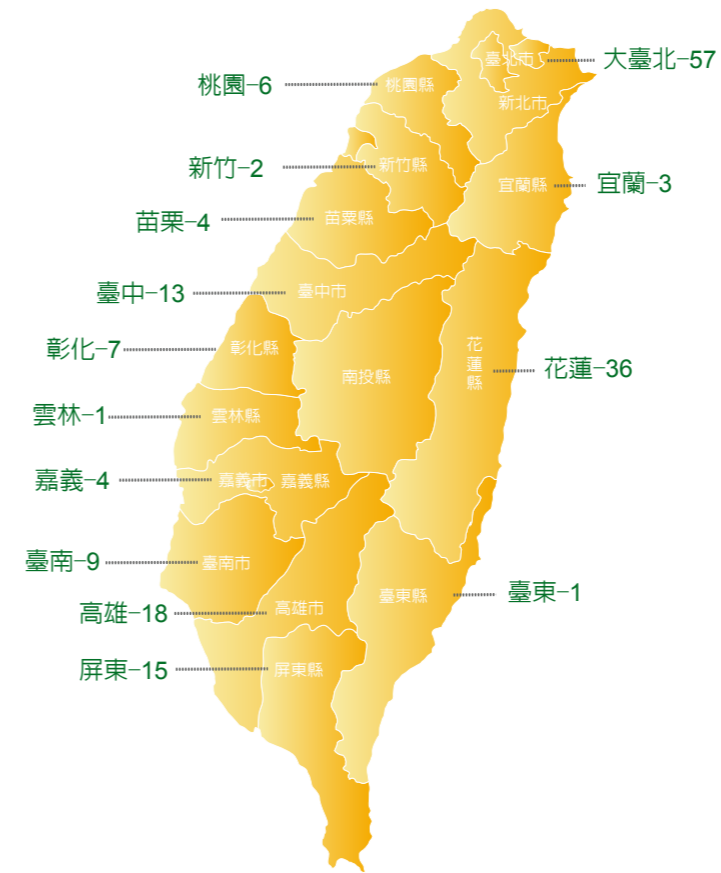 臺北市
大臺北–57
桃園–6
桃園縣
新北市
新竹–2
新竹縣
宜蘭縣
宜蘭–3
苗栗–4
苗粟縣
臺中–13
臺中市
彰化–7
彰化縣
南投縣
花蓮縣
花蓮–36
雲林–1
雲林縣
嘉義–4
嘉義市
嘉義縣
臺南–9
臺南市
臺東縣
臺東–1
高雄–18
高雄市
屏東–15
屏東縣